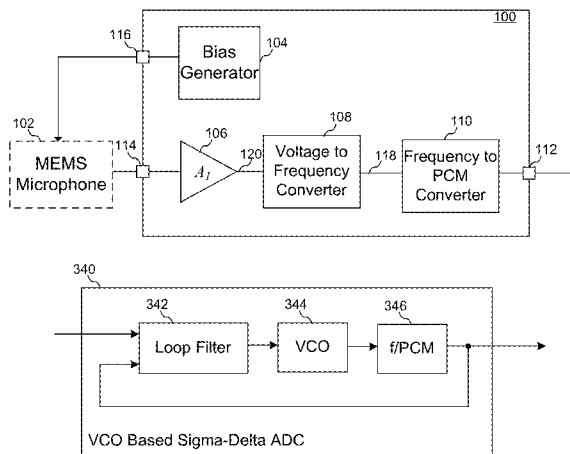 100
116
Bias
Generator
104
102
MEMS
Microphone
114
106
A1
120
108
Voltage to
Frequency
Converter
118
110
Frequency to
PCM
Converter
112
340
342
Loop Filter
344
VCO
346
f/PCM
VCO Based Sigma-Delta ADC